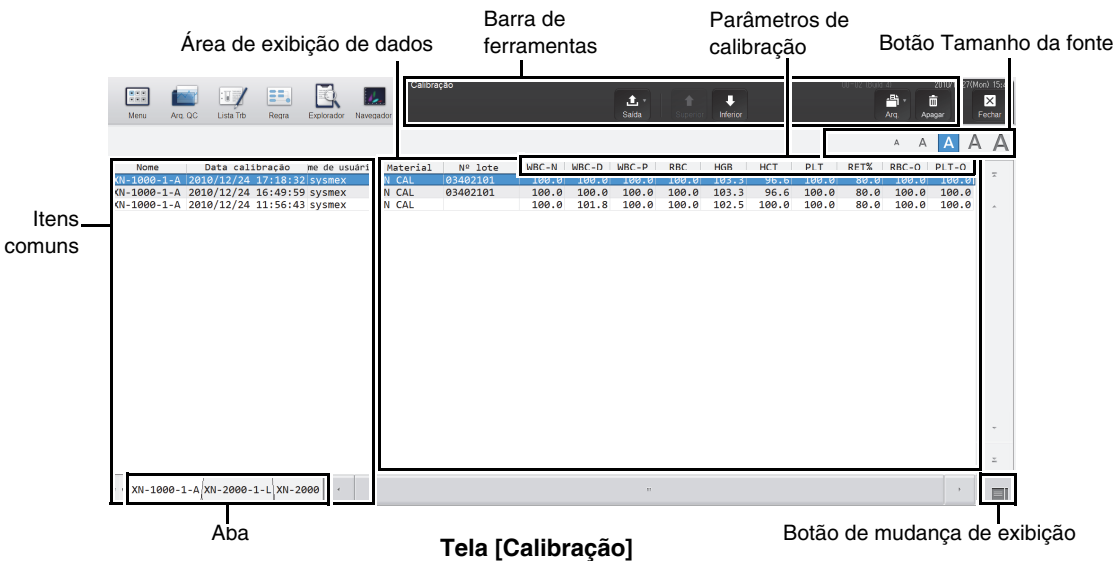 Barra de
ferramentas
Parâmetros de
calibração
Área de exibição de dados
Botão Tamanho da fonte
Calibração
Menu Arq. QC Lista Trb Regra Explorador Navegador
Saída Superior Inferior Arq. Apagar Fechar
A A A A A
Nome Data calibração me de usuári Material Nº lote WBC-N WBC-D WBC-P RBC HGB HCT PLT RET% RBC-O PLT-O
XN-1000-1-A 2010/12/24 17:18:32 sysmex N CAL 03402101 100.0 100.0 100.0 100.0 103.3 96.6 100.0 80.0 100.0 100.0
XN-1000-1-A 2010/12/24 16:49:59 sysmex N CAL 03402101 100.0 100.0 100.0 100.0 103.3 96.6 100.0 80.0 100.0 100.0
XN-1000-1-A 2010/12/24 11:56:43 sysmex N CAL 100.0 101.8 100.0 100.0 102.5 100.0 100.0 80.0 100.0 100.0
Itens
comuns
XN-1000-1-A XN-2000-1-L XN-2000
Aba
Botão de mudança de exibição
Tela [Calibração]